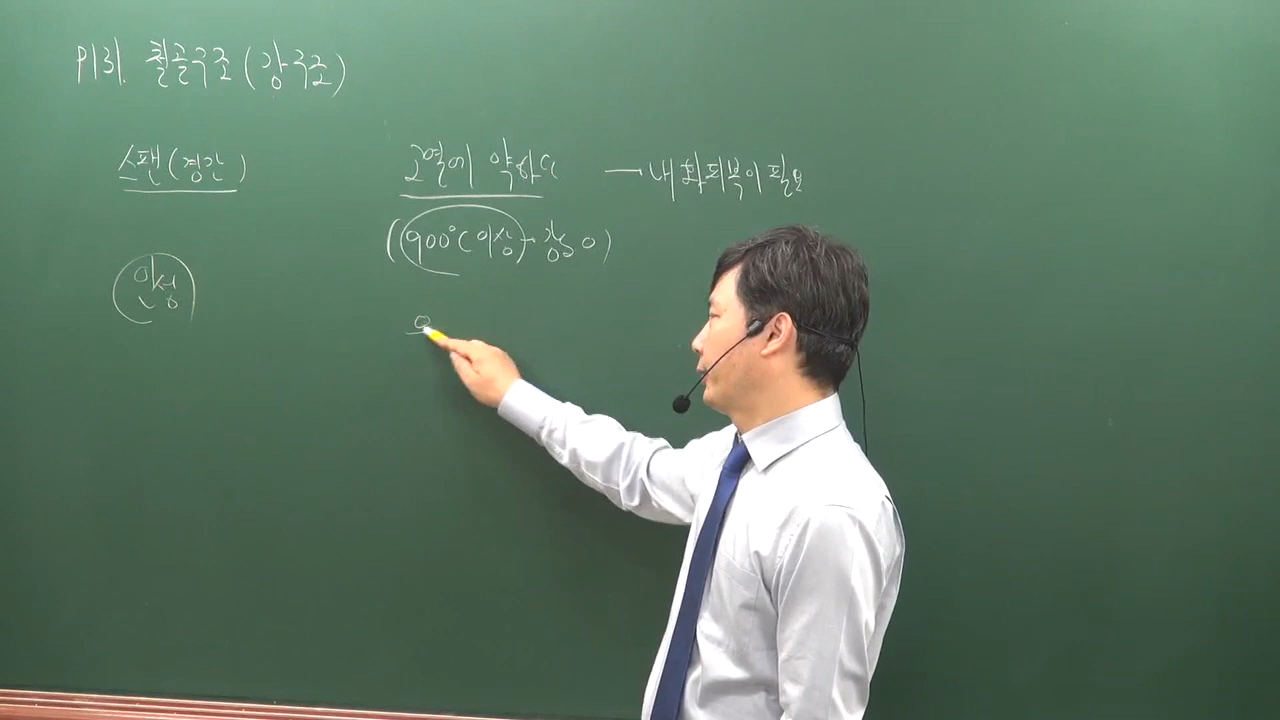 P131. 철골구조 (강구조)
스팬 (경간)
고열에 약하다 → 내화피복이 필요
(900℃ 이상 - 강도 0)
인성